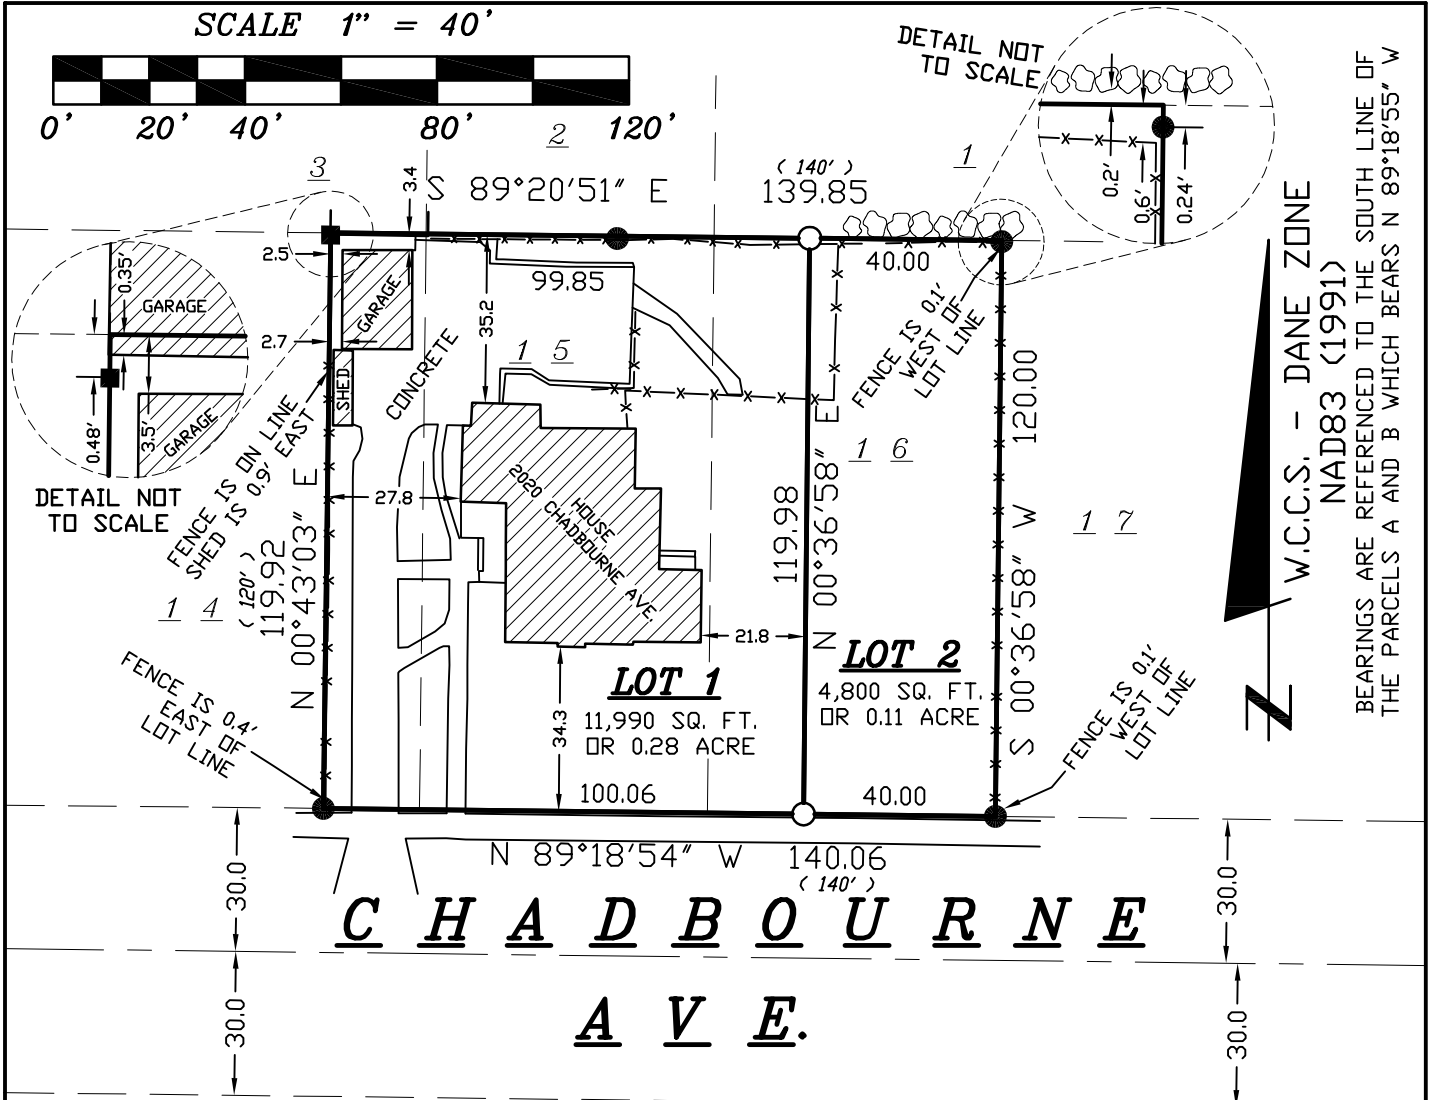 SCALE 1" = 40'
0' 20' 40' 80' 120'
DETAIL NOT
TO SCALE
0.2'
0.6'
0.24'
3
2
1
3.4
S 89°20'51" E
( 140' )
139.85
2.5
2.7
99.85
40.00
0.35'
GARAGE
0.48'
3.5'
GARAGE
DETAIL NOT
TO SCALE
GARAGE
SHED
CONCRETE
35.2
1 5
FENCE IS 0.1'
WEST OF
LOT LINE
FENCE IS ON LINE
SHED IS 0.9' EAST
27.8
2020
HOUSE
CHADBOURNE AVE.
1 4
( 120' )
119.92
N 00°43'03" E
119.98
N 00°36'58" E
1 6
S 00°36'58" W 120.00
1 7
21.8
34.3
LOT 1
11,990 SQ. FT.
OR 0.28 ACRE
LOT 2
4,800 SQ. FT.
OR 0.11 ACRE
FENCE IS 0.4'
EAST OF
LOT LINE
FENCE IS 0.1'
WEST OF
LOT LINE
100.06
40.00
N 89°18'54" W 140.06
( 140' )
30.0
30.0
30.0
30.0
CHADBOURNE
AVE.
N
W.C.C.S. - DANE ZONE
NAD83 (1991)
BEARINGS ARE REFERENCED TO THE SOUTH LINE OF
THE PARCELS A AND B WHICH BEARS N 89°18'55" W